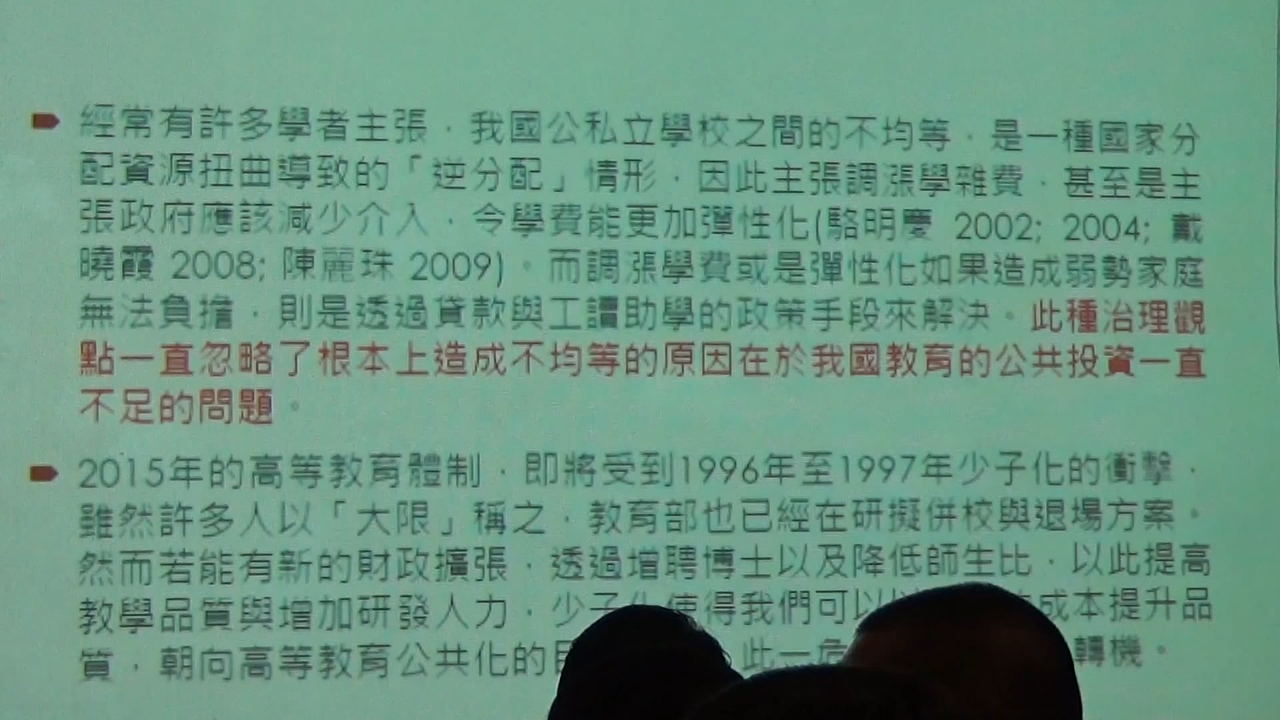 經常有許多學者主張，我國公私立學校之間的不均等，是一種國家分
配資源扭曲導致的「逆分配」情形，因此主張調漲學雜費，甚至是主
張政府應該減少介入，令學費能更加彈性化(駱明慶 2002; 2004; 戴
曉霞 2008; 陳麗珠 2009)。而調漲學費或是彈性化如果造成弱勢家庭
無法負擔，則是透過貸款與工讀助學的政策手段來解決。此種治理觀
點一直忽略了根本上造成不均等的原因在於我國教育的公共投資一直
不足的問題。
2015年的高等教育體制，即將受到1996年至1997年少子化的衝擊，
雖然許多人以「大限」稱之，教育部也已經在研擬併校與退場方案。
然而若能有新的財政擴張，透過增聘博士以及降低師生比，以此提高
教學品質與增加研發人力，少子化使得我們可以 成本提升品
質，朝向高等教育公共化的 此一危 轉機。